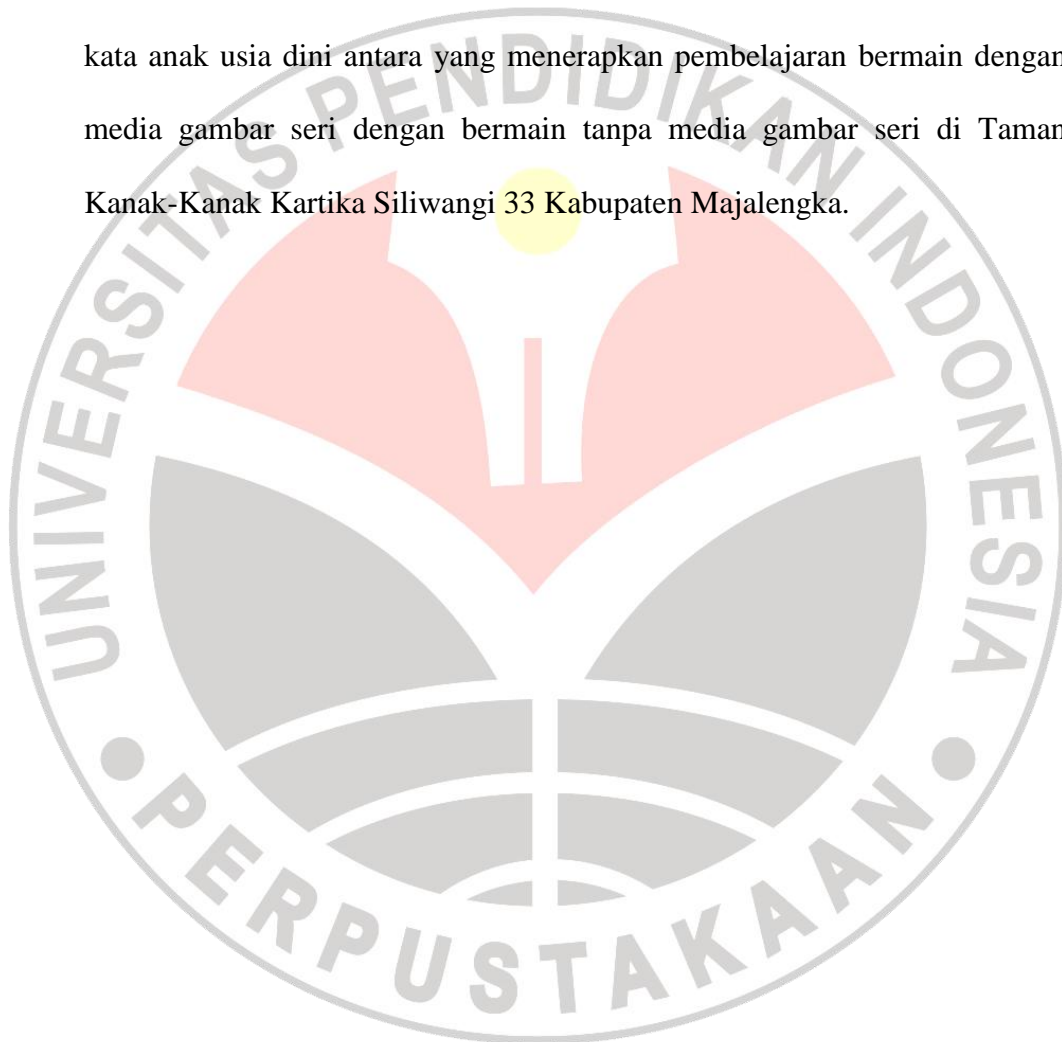 kata anak usia dini antara yang menerapkan pembelajaran bermain dengan
media gambar seri dengan bermain tanpa media gambar seri di Taman
Kanak-Kanak Kartika Siliwangi 33 Kabupaten Majalengka.
UNIVERSITAS PENDIDIKAN INDONESIA
PERPUSTAKAAN